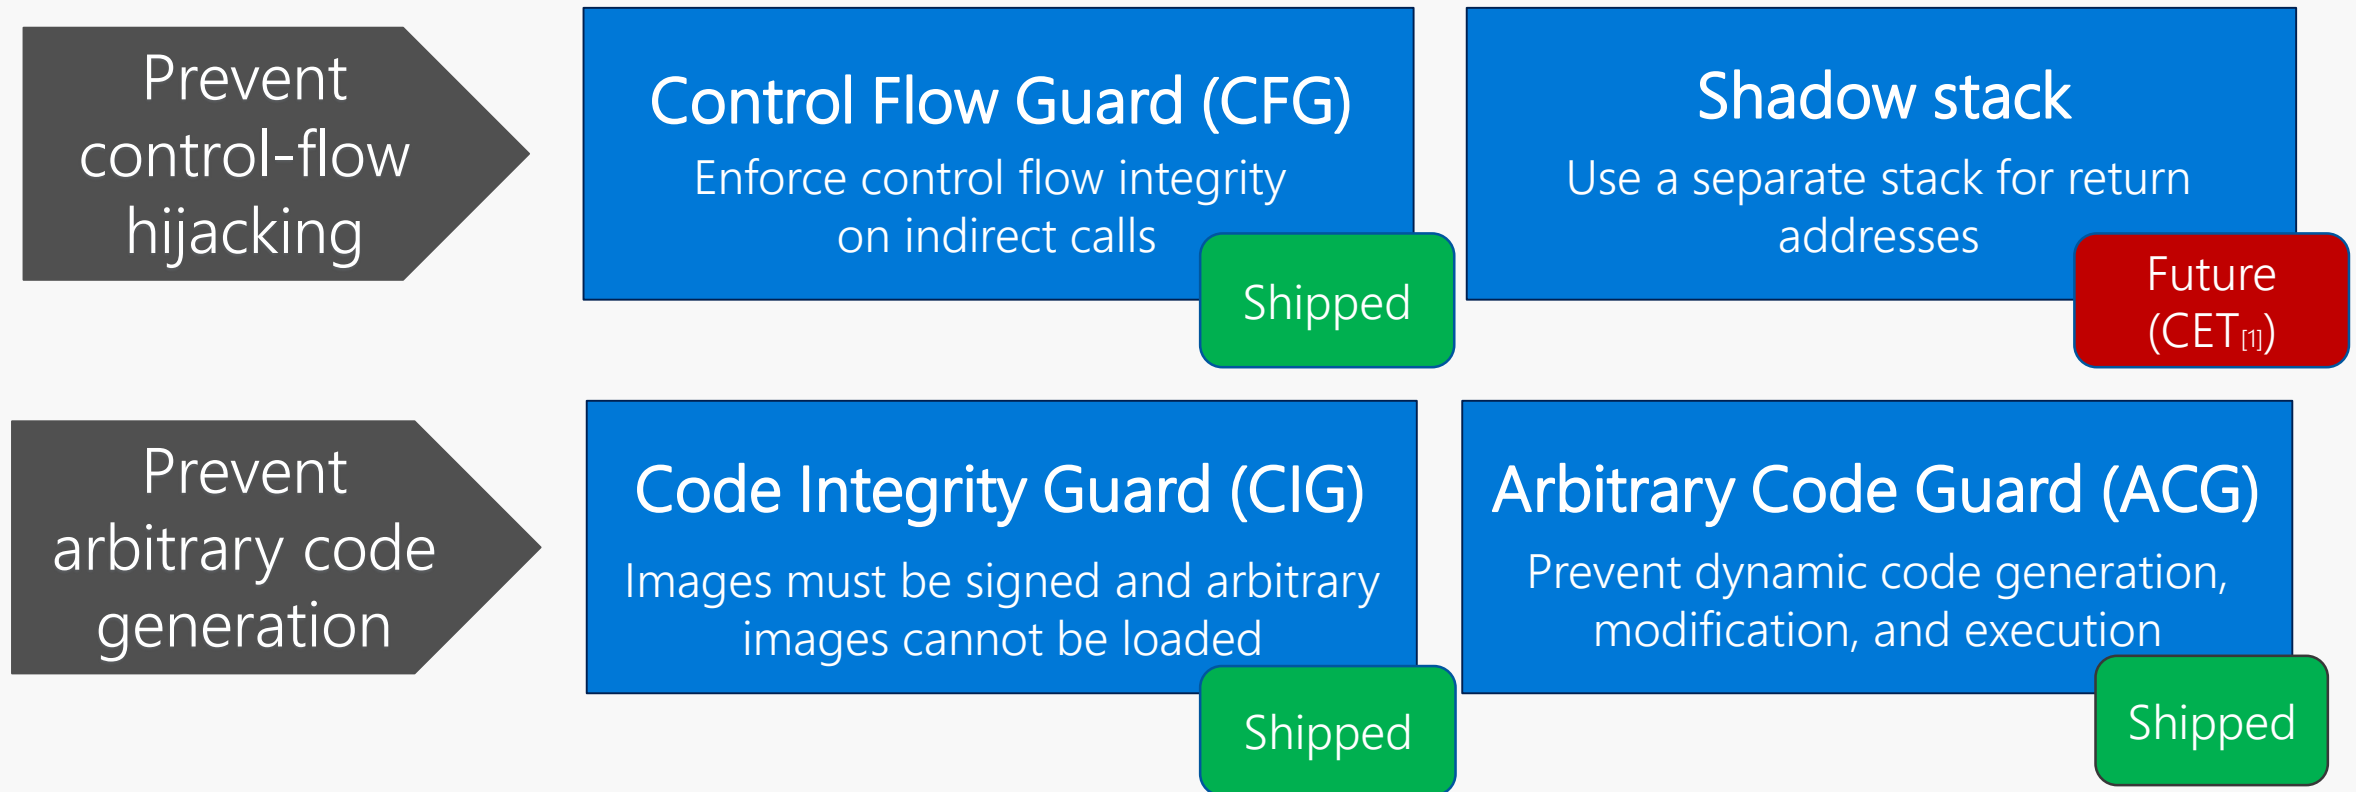 Prevent
control-flow
hijacking
Control Flow Guard (CFG)
Enforce control flow integrity
on indirect calls
Shipped
Shadow stack
Use a separate stack for return
addresses
Future
(CET[1])
Prevent
arbitrary code
generation
Code Integrity Guard (CIG)
Images must be signed and arbitrary
images cannot be loaded
Shipped
Arbitrary Code Guard (ACG)
Prevent dynamic code generation,
modification, and execution
Shipped